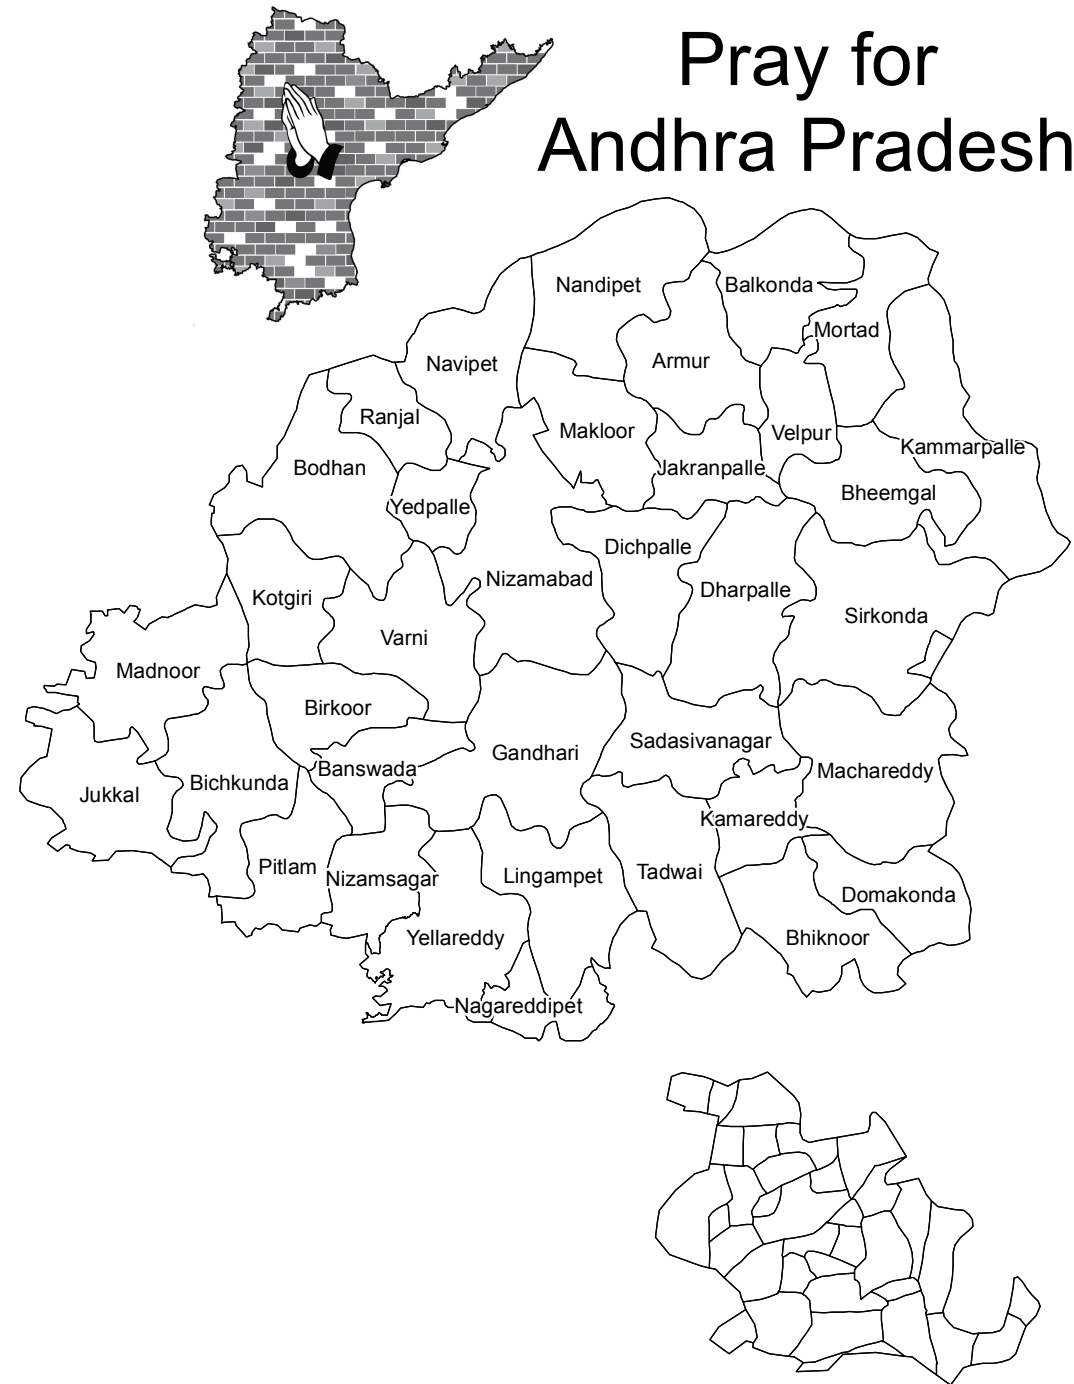 Pray for
Andhra Pradesh
Nandipet
Balkonda
Mortad
Navipet
Armur
Ranjal
Makloor
Velpur
Kammarpalle
Bodhan
Jakranpalle
Yedpalle
Bheemgal
Dichpalle
Nizamabad
Dharpalle
Kotgiri
Sirkonda
Varni
Madnoor
Birkoor
Sadasivanagar
Gandhari
Banswada
Machareddy
Bichkunda
Jukkal
Kamareddy
Pitlam
Nizamsagar
Lingampet
Tadwai
Domakonda
Yellareddy
Bhiknoor
Nagareddipet